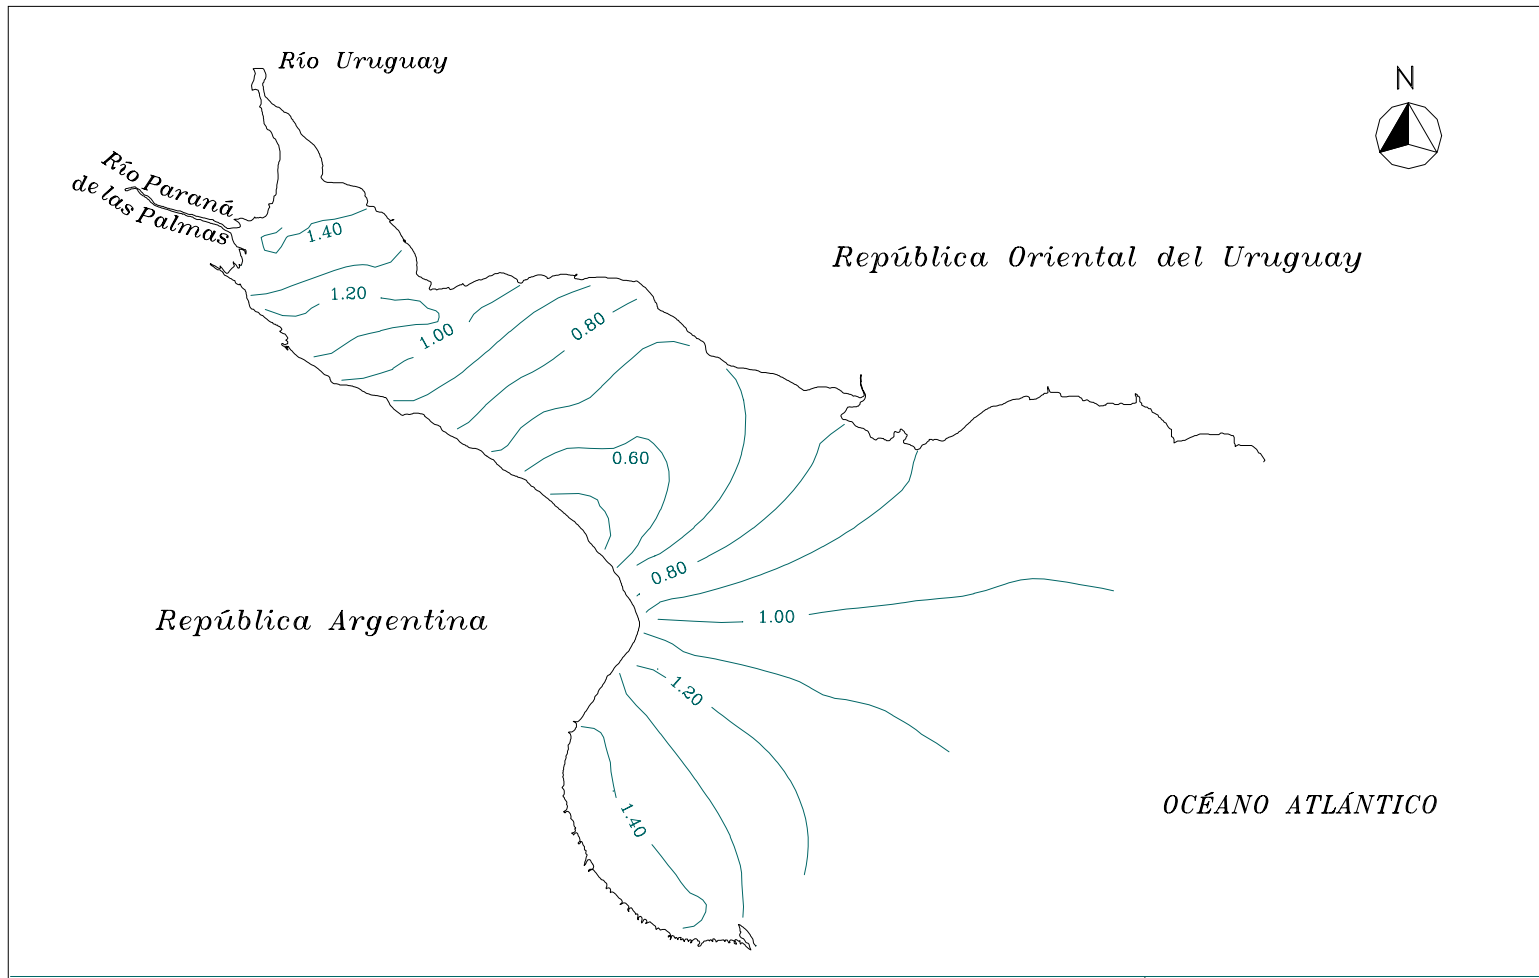 Río Uruguay
N
Río Paraná
de las Palmas
1.40
República Oriental del Uruguay
1.20
0.80
1.00
0.60
0.80
República Argentina
1.00
1.20
OCÉANO ATLÁNTICO
1.40